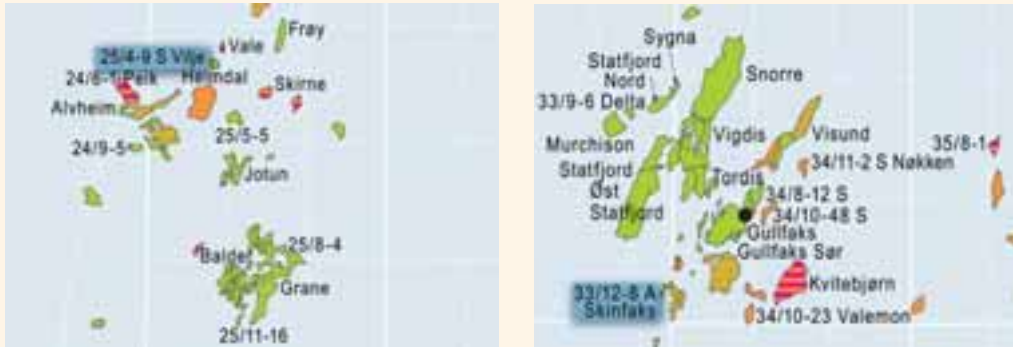 Frøy
Vale
25/4-9 S Vilje
24/6-1 Peik
Heimdal
Skirne
Alvheim
25/5-5
24/9-5
Jotun
25/8-4
Balder
Grane
25/11-16
Sygna
Statfjord
Nord
Snorre
33/9-6 Delta
Murchison
Vigdis
Visund
35/8-1
34/11-2 S Nøkken
Statfjord
Øst
Tordis
34/8-12 S
Statfjord
34/10-48 S
Gullfaks
Gullfaks Sør
33/12-8 A
Skinfaks
Kvitebjørn
34/10-23 Valemon